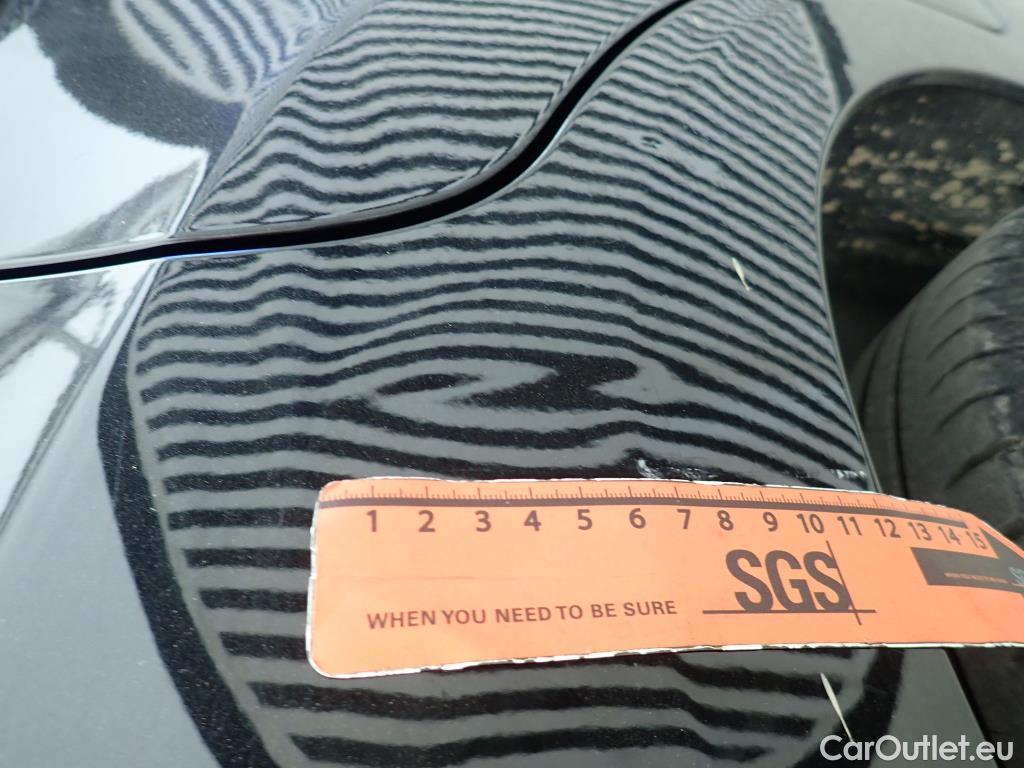 1 2 3 4 5 6 7 8 9 10 11 12 13 14 15
SGS
WHEN YOU NEED TO BE SURE
CarOutlet.eu